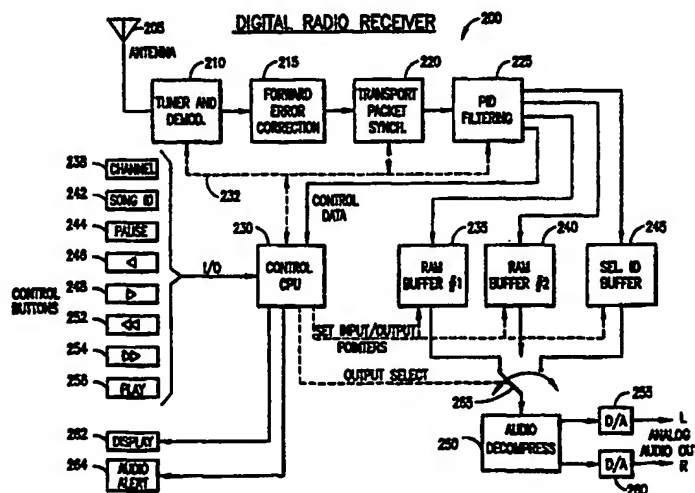 DIGITAL RADIO RECEIVER
200
205
ANTENNA
210
TUNER AND
DEMOD.
215
FORWARD
ERROR
CORRECTION
220
TRANSPORT
PACKET
SYNCH.
225
PID
FILTERING
232
CONTROL
DATA
238
CHANNEL
242
SONG ID
244
PAUSE
246
248
252
254
258
PLAY
CONTROL
BUTTONS
I/O
230
CONTROL
CPU
235
RAM
BUFFER #1
240
RAM
BUFFER #2
245
SEL. ID
BUFFER
SET INPUT/OUTPUT
POINTERS
OUTPUT SELECT
265
250
AUDIO
DECOMPRESS
255
D/A
L
ANALOG
AUDIO OUT
R
D/A
260
262
DISPLAY
264
AUDIO
ALERT